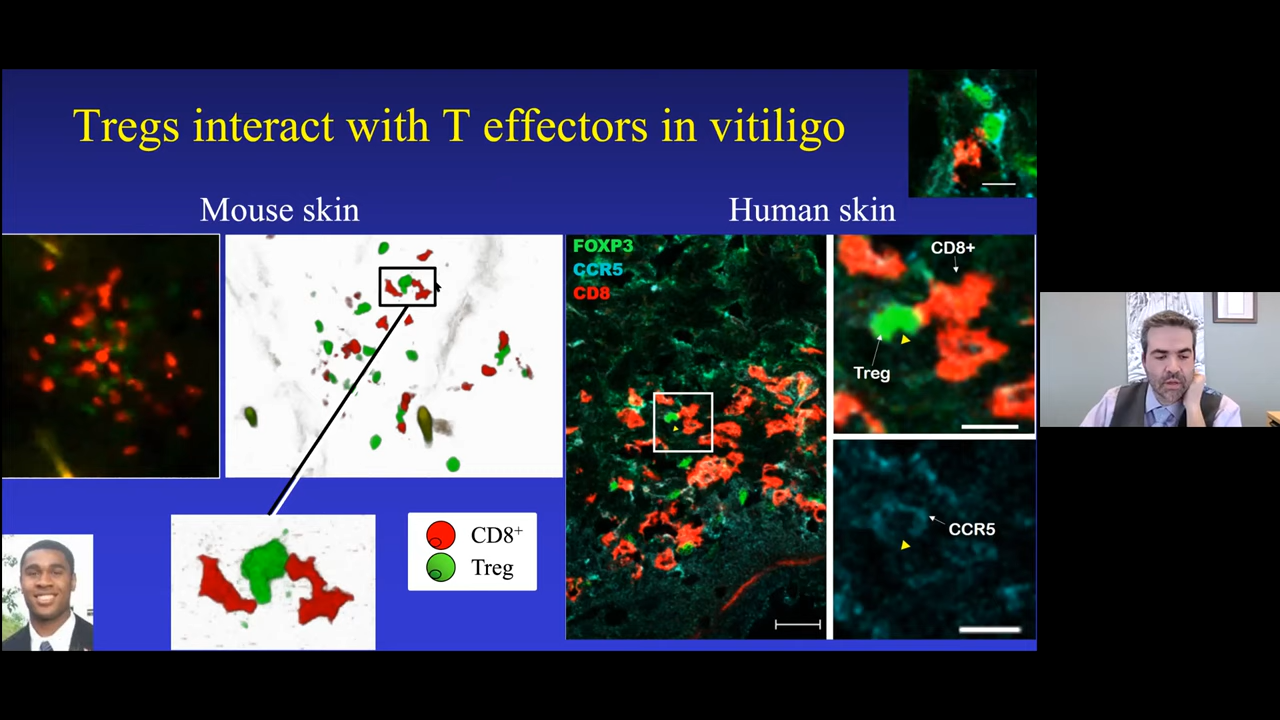 Tregs interact with T effectors in vitiligo
Mouse skin
Human skin
FOXP3
CCR5
CD8
CD8+
Treg
CCR5
CD8⁺
Treg